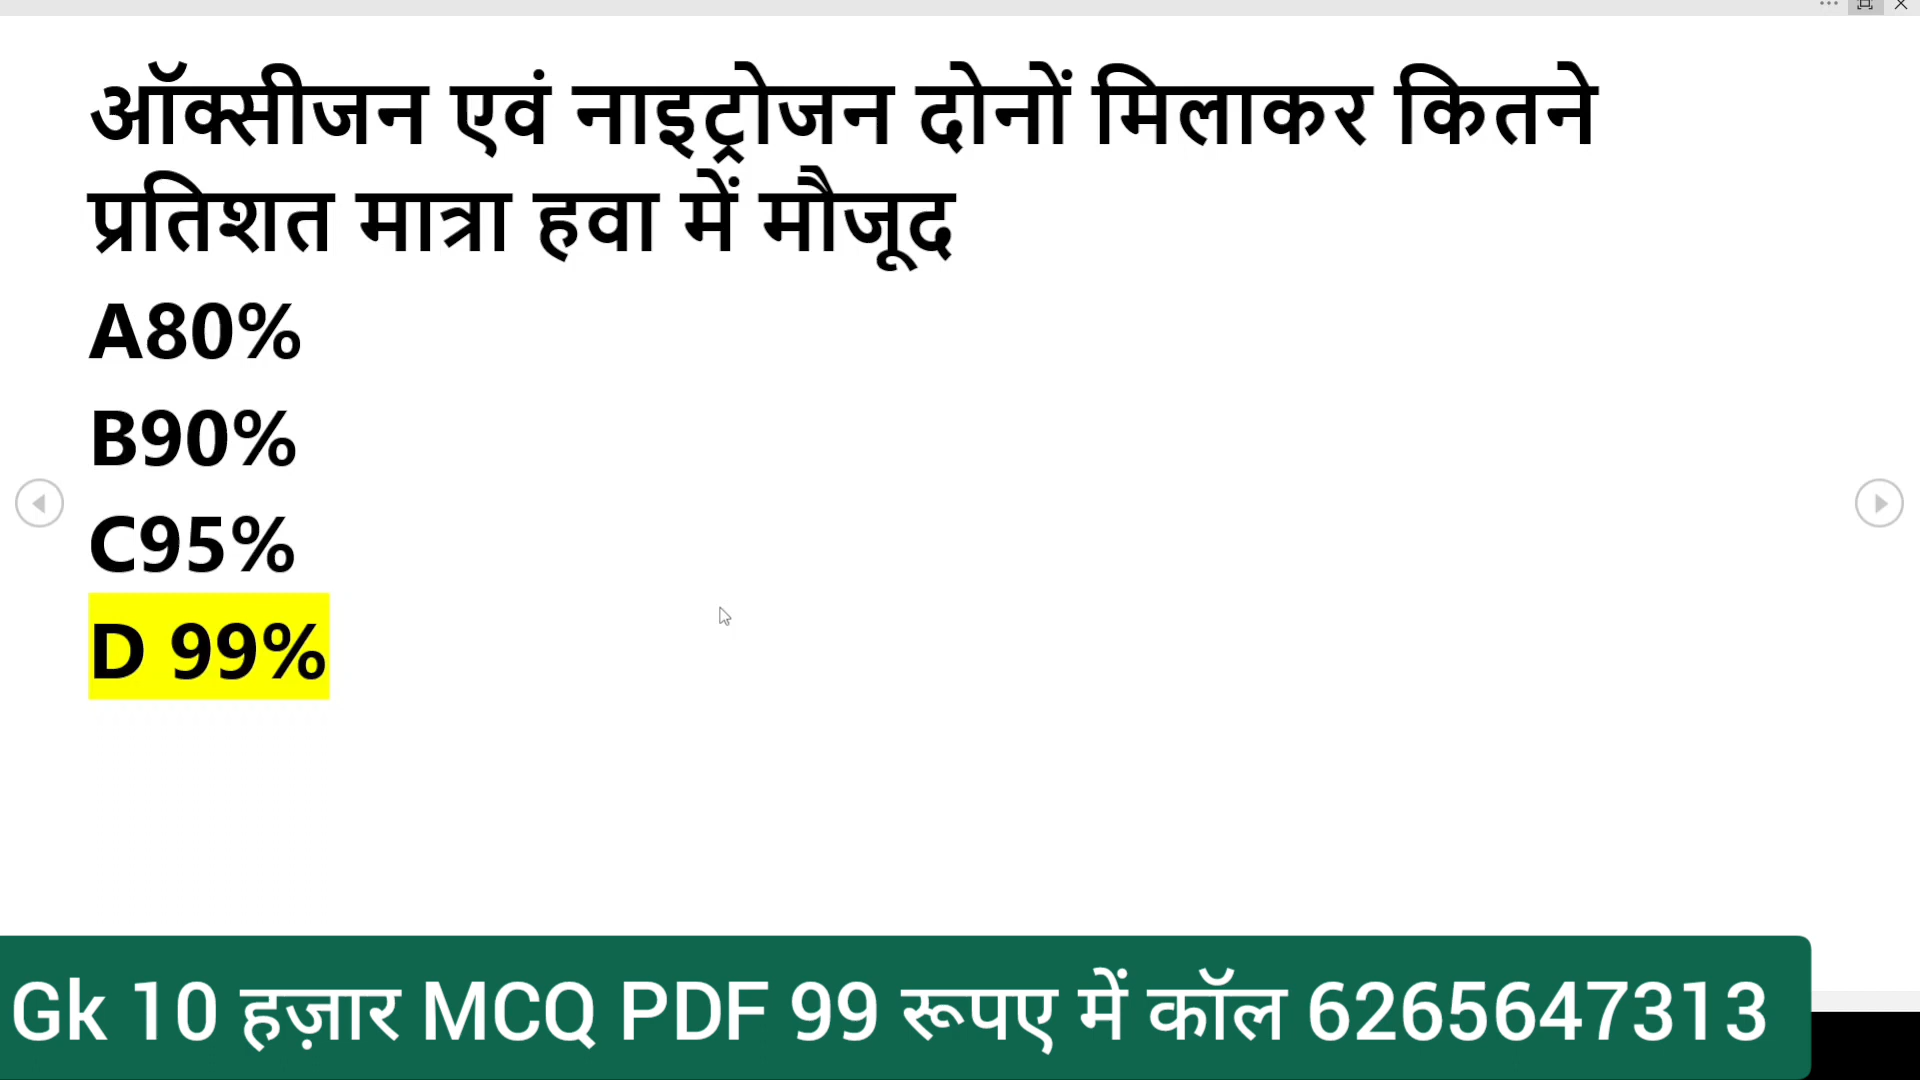 ऑक्सीजन एवं नाइट्रोजन दोनों मिलाकर कितने
प्रतिशत मात्रा हवा में मौजूद
A80%
B90%
C95%
D 99%
Gk 10 हज़ार MCQ PDF 99 रूपए में कॉल 6265647313